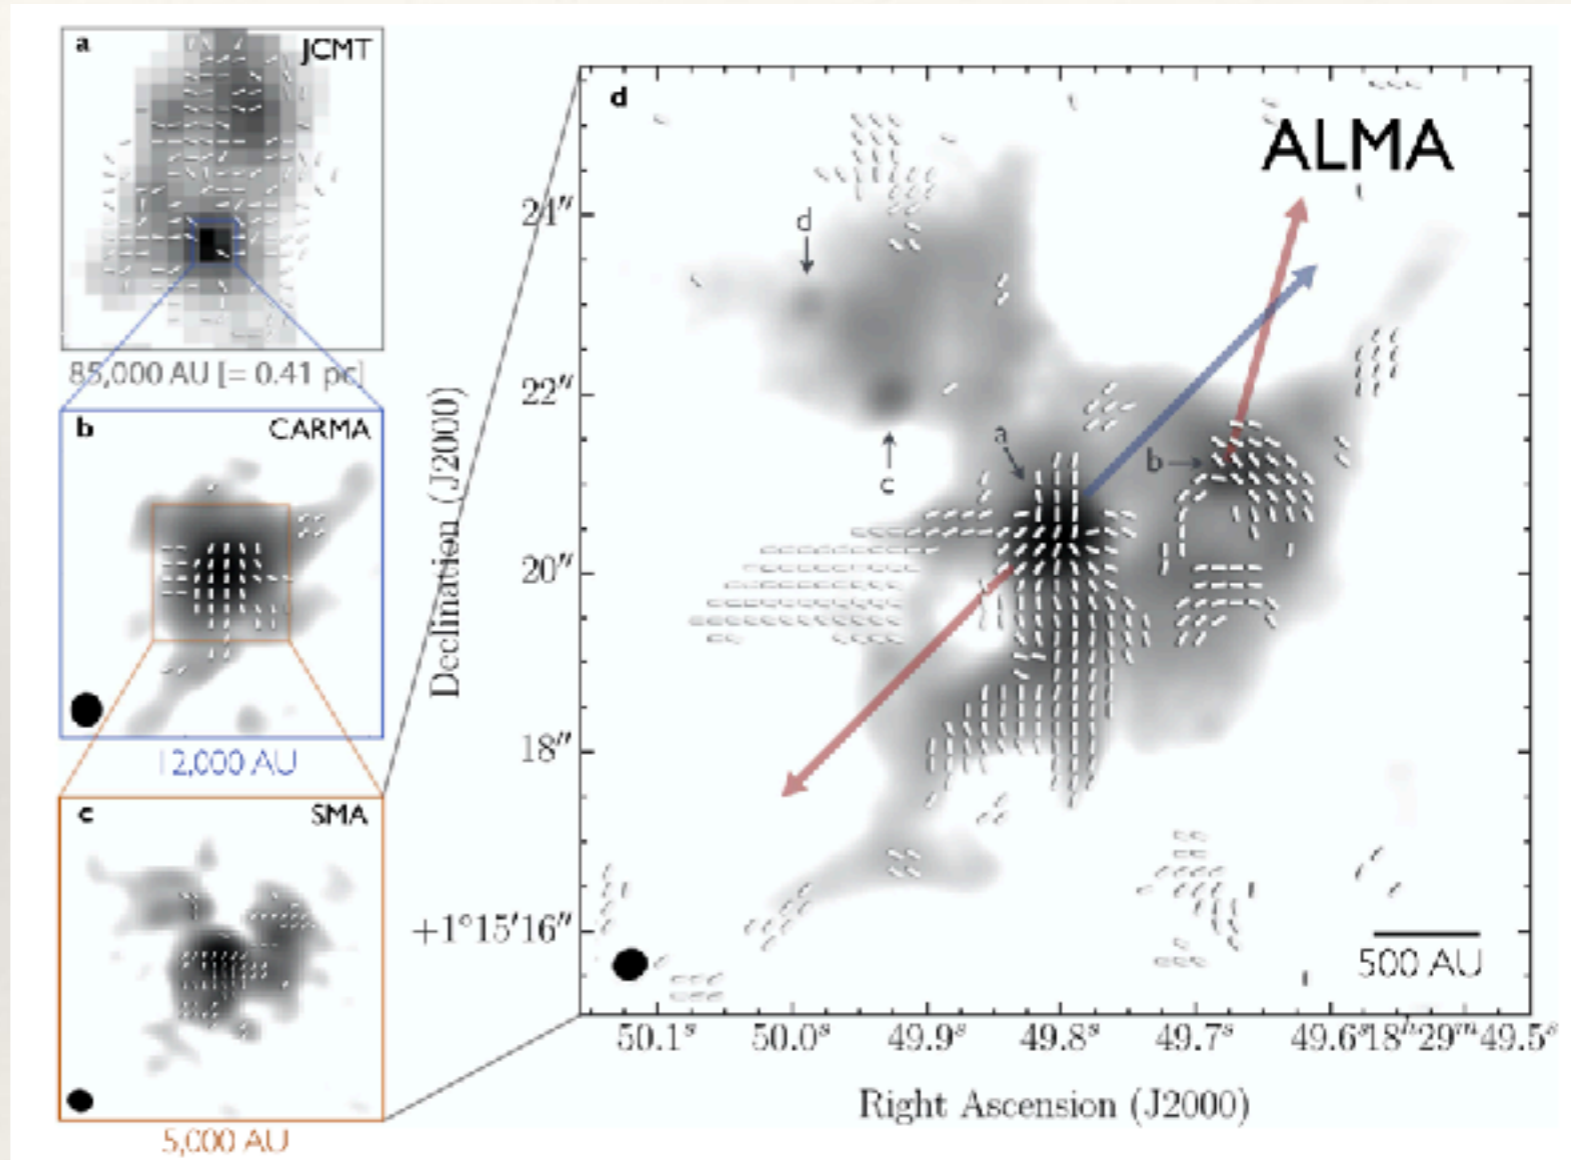 a
JCMT
85,000 AU [= 0.41 pc]
b
CARMA
12,000 AU
c
SMA
5,000 AU
d
ALMA
d
c
a
b
24″
22″
20″
18″
+1°15′16″
Declination (J2000)
500 AU
50.1ˢ 50.0ˢ 49.9ˢ 49.8ˢ 49.7ˢ 49.6ˢ 18ʰ29ᵐ49.5ˢ
Right Ascension (J2000)